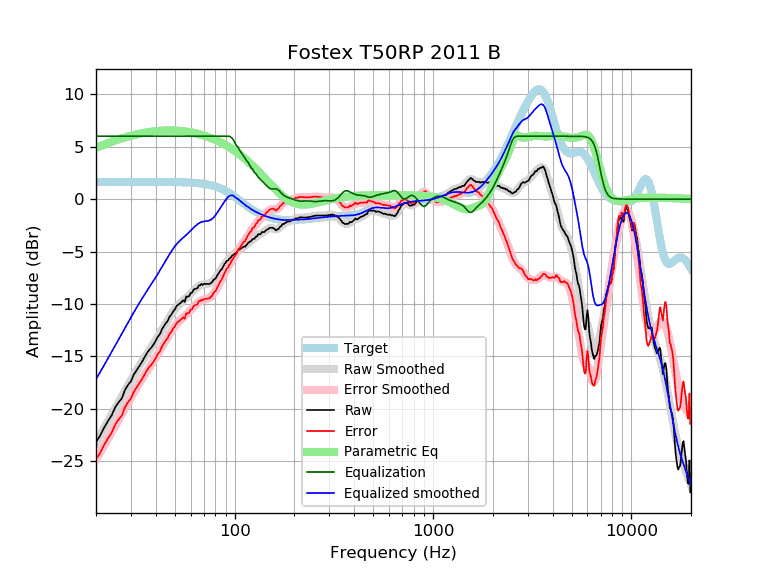 Fostex T50RP 2011 B
Amplitude (dBr)
10
5
0
−5
−10
−15
−20
−25
Target
Raw Smoothed
Error Smoothed
Raw
Error
Parametric Eq
Equalization
Equalized smoothed
100
1000
10000
Frequency (Hz)